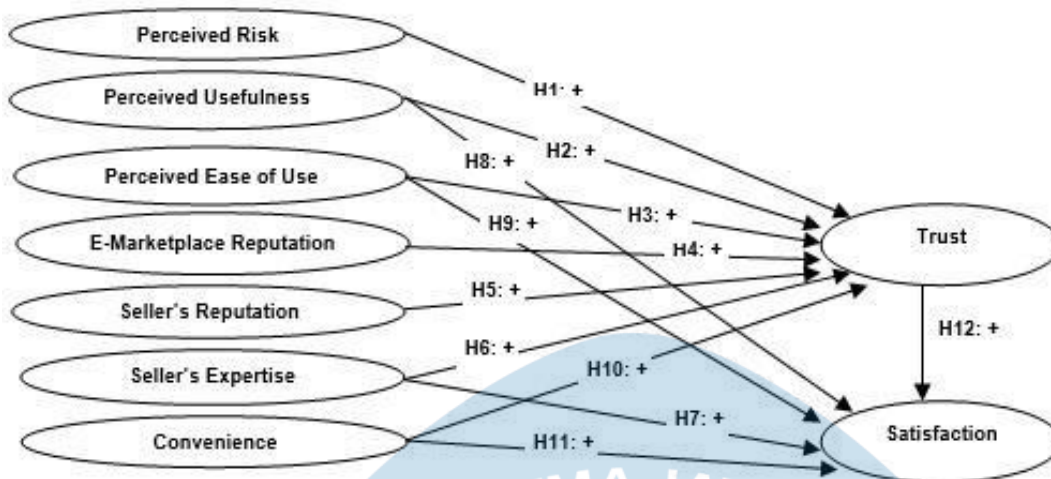 Perceived Risk
H1: +
Perceived Usefulness
H2: +
H8: +
Perceived Ease of Use
H3: +
H9: +
Trust
E-Marketplace Reputation
H4: +
H5: +
Seller's Reputation
H12: +
H6: +
Seller's Expertise
H10: +
H7: +
Satisfaction
Convenience
H11: +